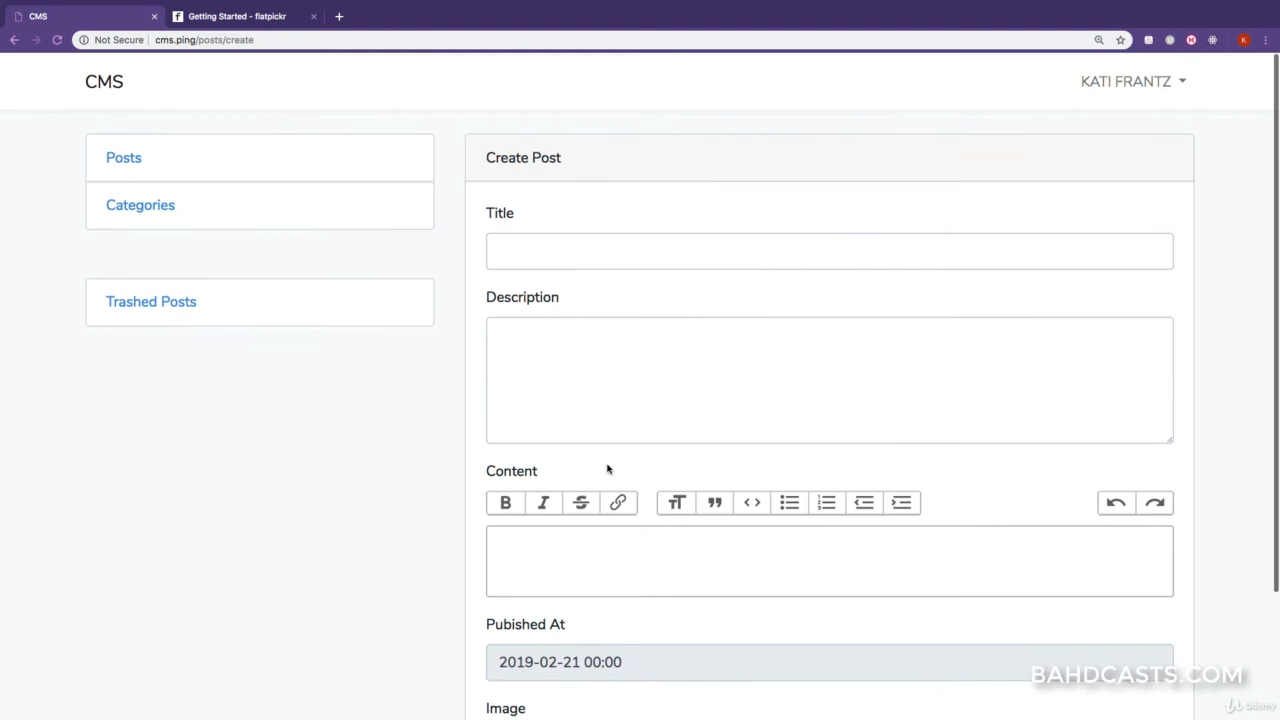 CMS
Getting Started - flatpickr
Not Secure
cms.ping/posts/create
K
CMS
KATI FRANTZ
Posts
Categories
Trashed Posts
Create Post
Title
Description
Content
B I S
Pubished At
2019-02-21 00:00
Image
BAHDCASTS.COM
Udemy